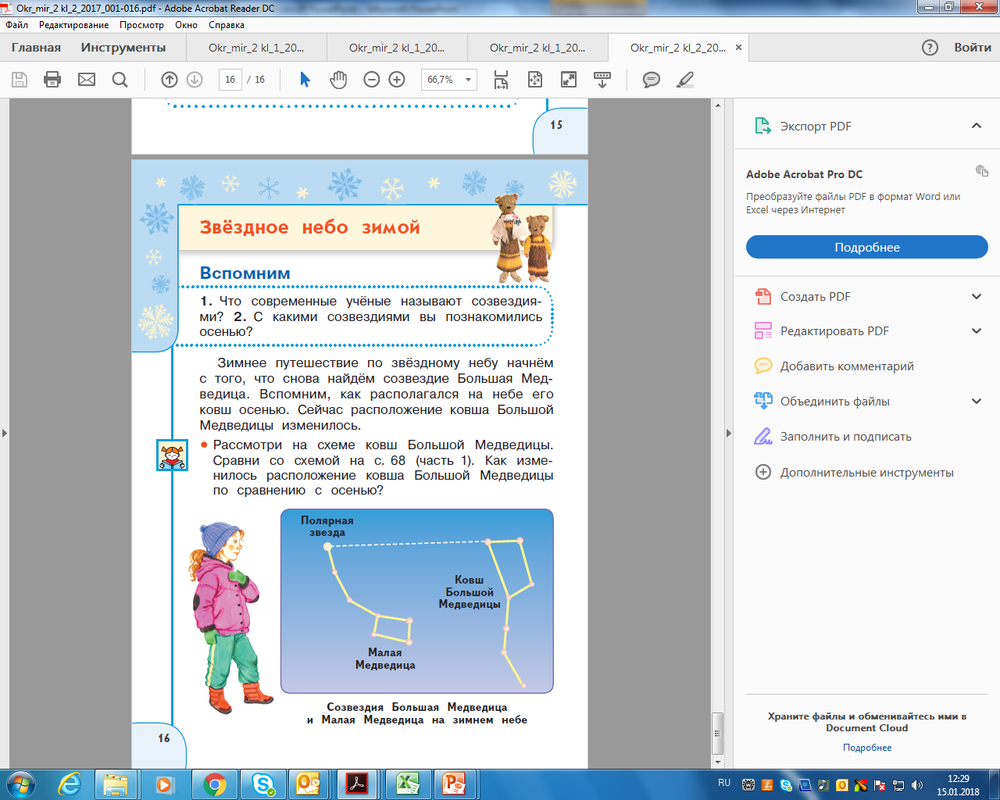 Okr_mir_2 kl_2_2017_001-016.pdf - Adobe Acrobat Reader DC
Файл Редактирование Просмотр Окно Справка
Главная Инструменты Okr_mir_2 kl_1_20... Okr_mir_2 kl_1_20... Okr_mir_2 kl_1_20... Okr_mir_2 kl_2_20... × Войти
16 / 16 66,7%
15
Звёздное небо зимой
Вспомним
1. Что современные учёные называют созвездия-
ми? 2. С какими созвездиями вы познакомились
осенью?
Зимнее путешествие по звёздному небу начнём
с того, что снова найдём созвездие Большая Мед-
ведица. Вспомним, как располагался на небе его
ковш осенью. Сейчас расположение ковша Большой
Медведицы изменилось.
Рассмотри на схеме ковш Большой Медведицы.
Сравни со схемой на с. 68 (часть 1). Как изме-
нилось расположение ковша Большой Медведицы
по сравнению с осенью?
Полярная
звезда
Ковш
Большой
Медведицы
Малая
Медведица
Созвездия Большая Медведица
и Малая Медведица на зимнем небе
16
Экспорт PDF
Adobe Acrobat Pro DC
Преобразуйте файлы PDF в формат Word или
Excel через Интернет
Подробнее
Создать PDF
Редактировать PDF
Добавить комментарий
Объединить файлы
Заполнить и подписать
Дополнительные инструменты
Храните файлы и обменивайтесь ими в
Document Cloud
Подробнее
RU 12:29
15.01.2018